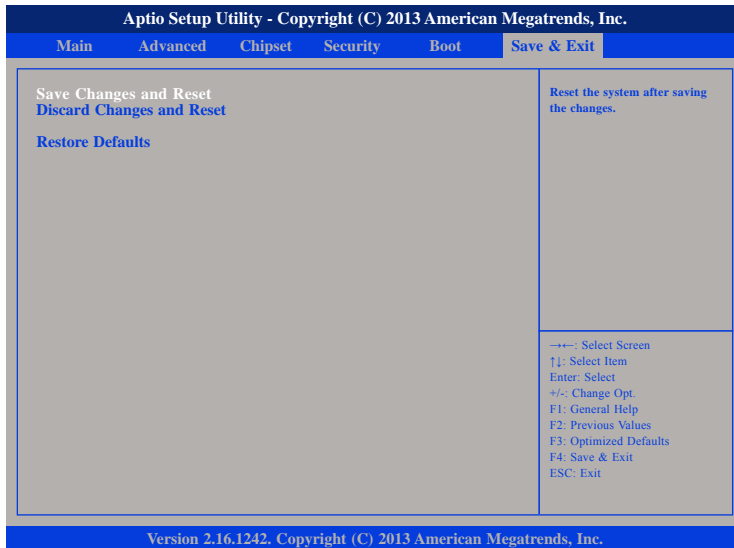 Aptio Setup Utility - Copyright (C) 2013 American Megatrends, Inc.
Main Advanced Chipset Security Boot Save & Exit
Save Changes and Reset
Discard Changes and Reset
Restore Defaults
Reset the system after saving
the changes.
→←: Select Screen
↑↓: Select Item
Enter: Select
+/-: Change Opt.
F1: General Help
F2: Previous Values
F3: Optimized Defaults
F4: Save & Exit
ESC: Exit
Version 2.16.1242. Copyright (C) 2013 American Megatrends, Inc.